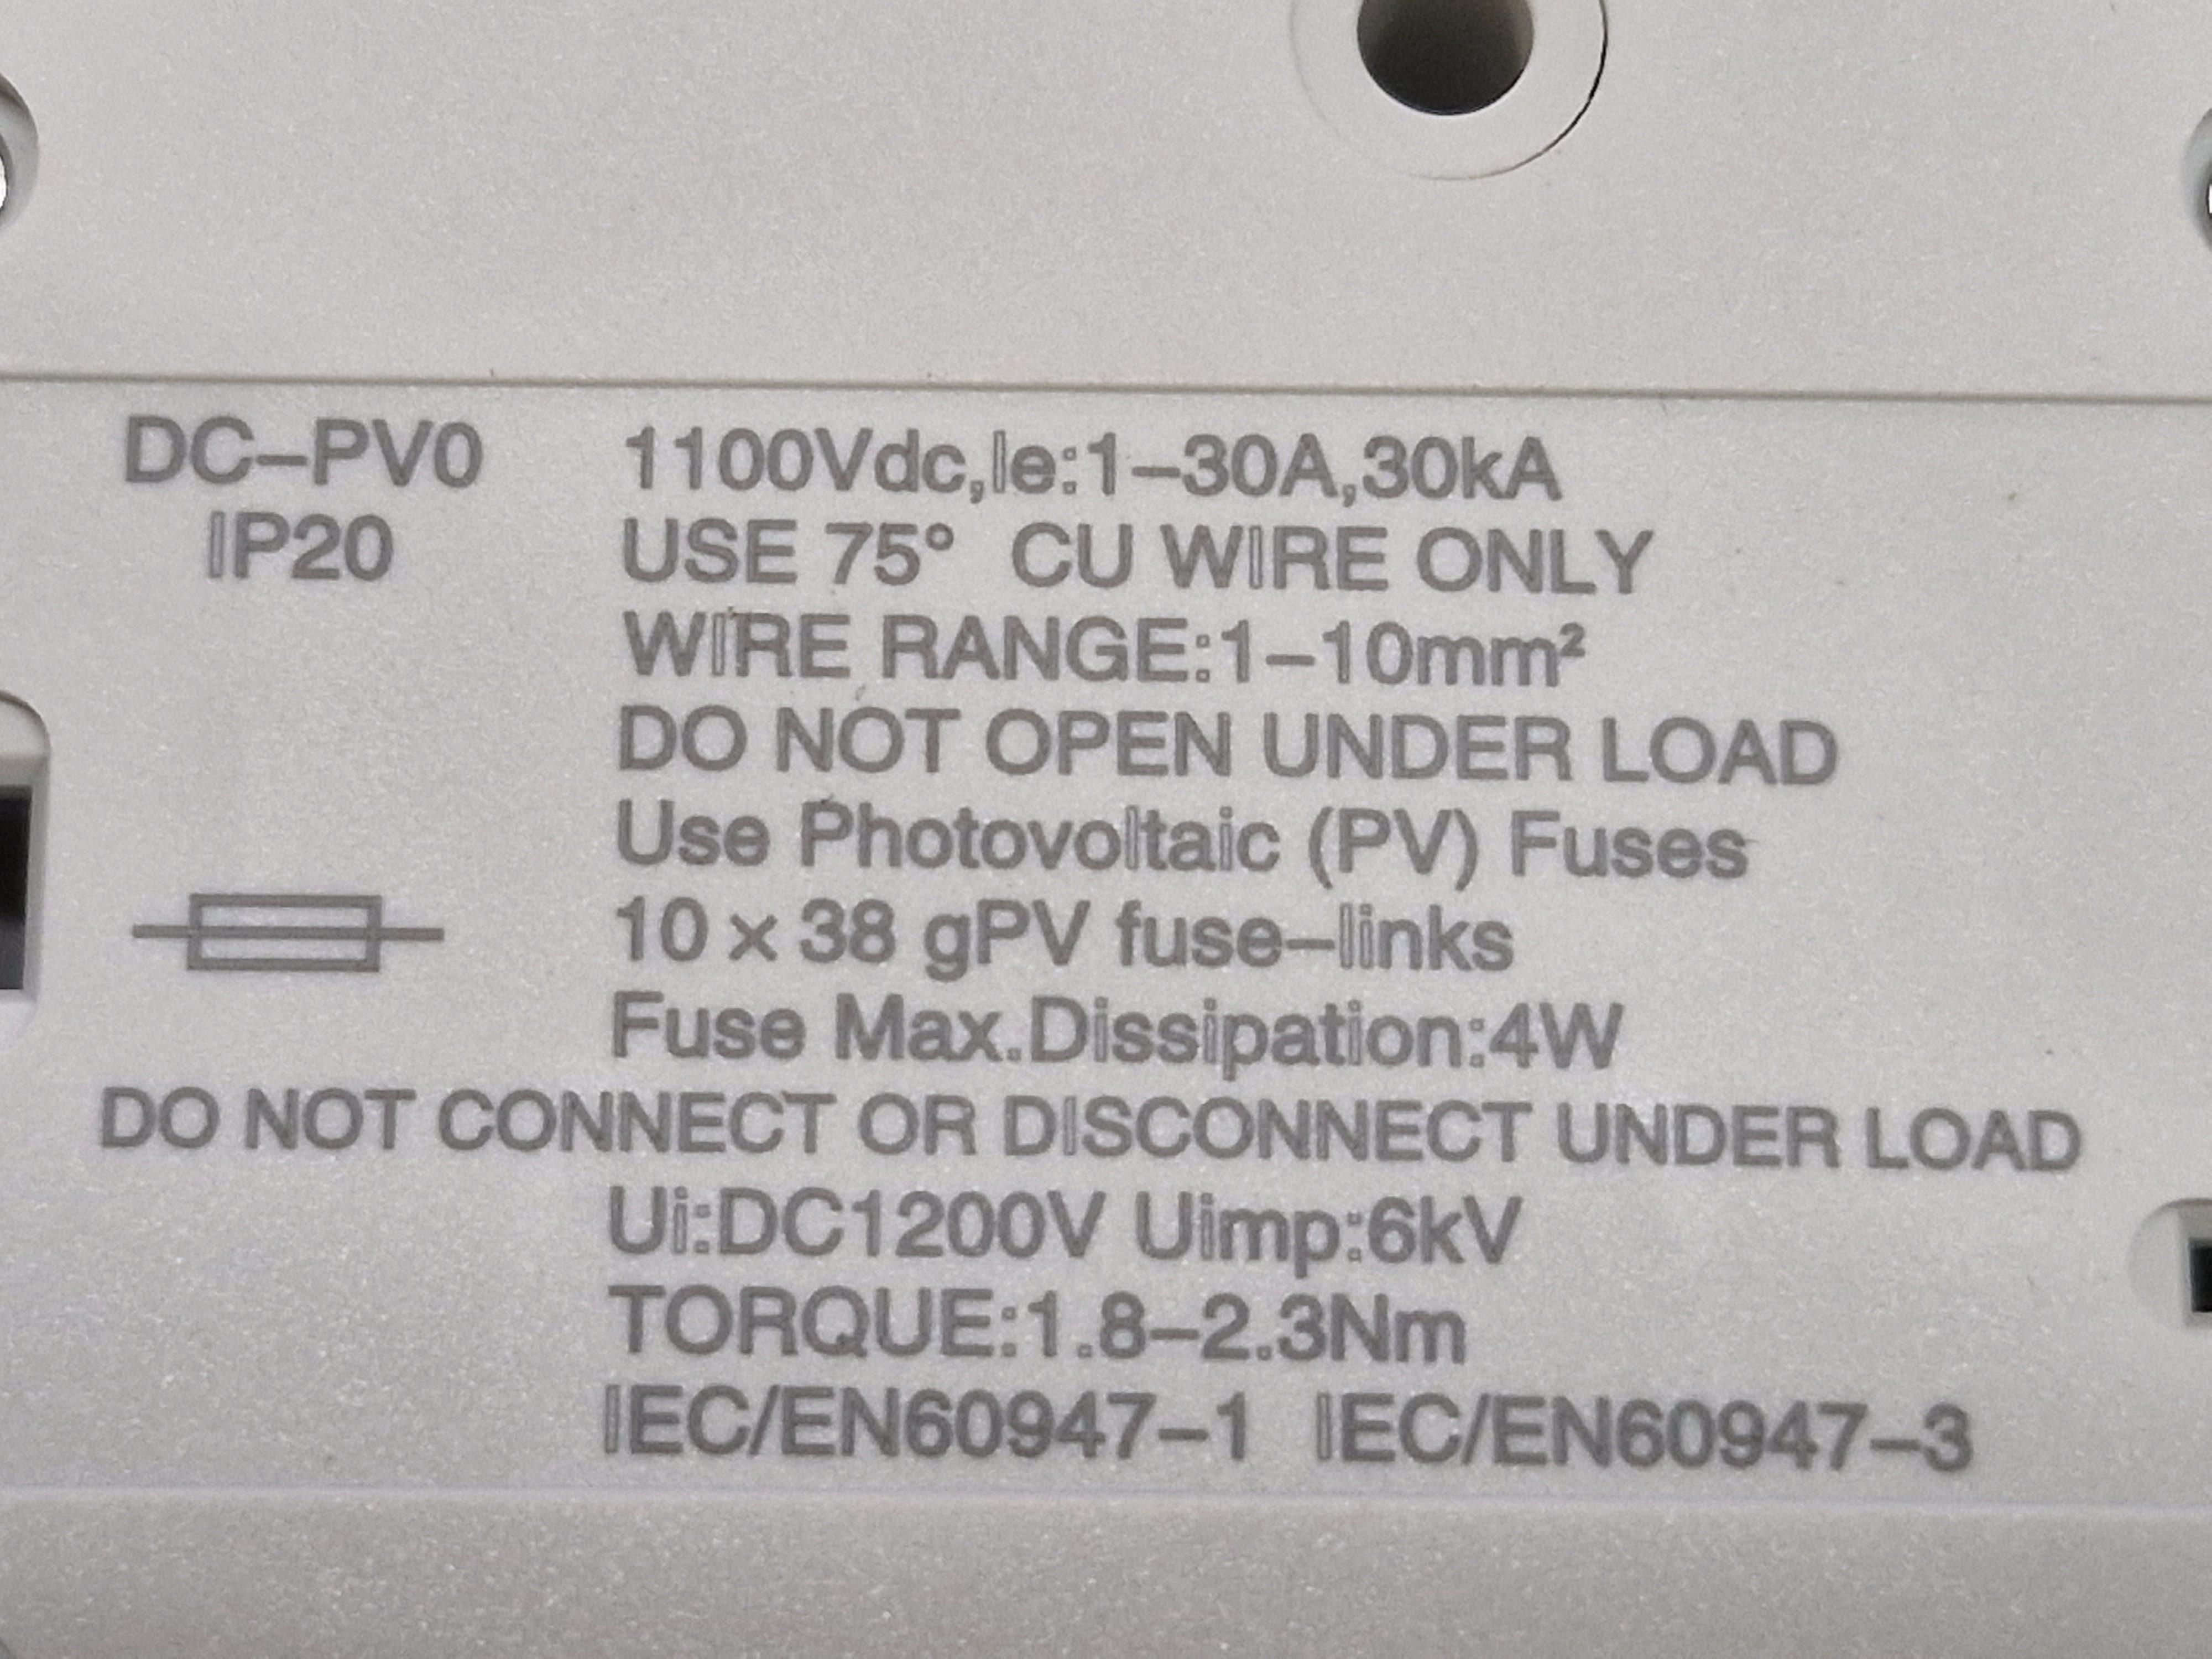 DC-PV0 1100Vdc,Ie:1-30A,30kA
IP20 USE 75° CU WIRE ONLY
WIRE RANGE:1-10mm²
DO NOT OPEN UNDER LOAD
Use Photovoltaic (PV) Fuses
10 × 38 gPV fuse-links
Fuse Max.Dissipation:4W
DO NOT CONNECT OR DISCONNECT UNDER LOAD
Ui:DC1200V Uimp:6kV
TORQUE:1.8-2.3Nm
IEC/EN60947-1 IEC/EN60947-3